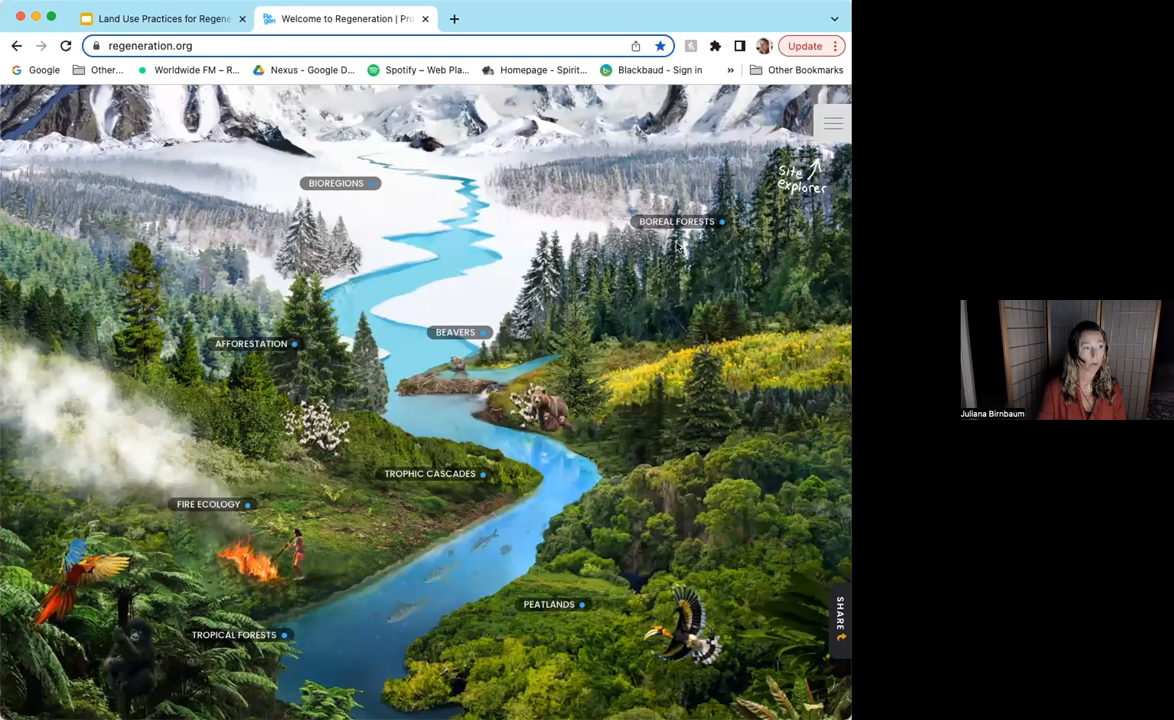 Land Use Practices for Regene
Welcome to Regeneration | Pro
regeneration.org
Update
Google
Other...
Worldwide FM – R...
Nexus - Google D...
Spotify – Web Pla...
Homepage - Spirit...
Blackbaud - Sign in
»
Other Bookmarks
Site
explorer
BIOREGIONS
BOREAL FORESTS
BEAVERS
AFFORESTATION
Juliana Birnbaum
TROPHIC CASCADES
FIRE ECOLOGY
PEATLANDS
SHARE
TROPICAL FORESTS